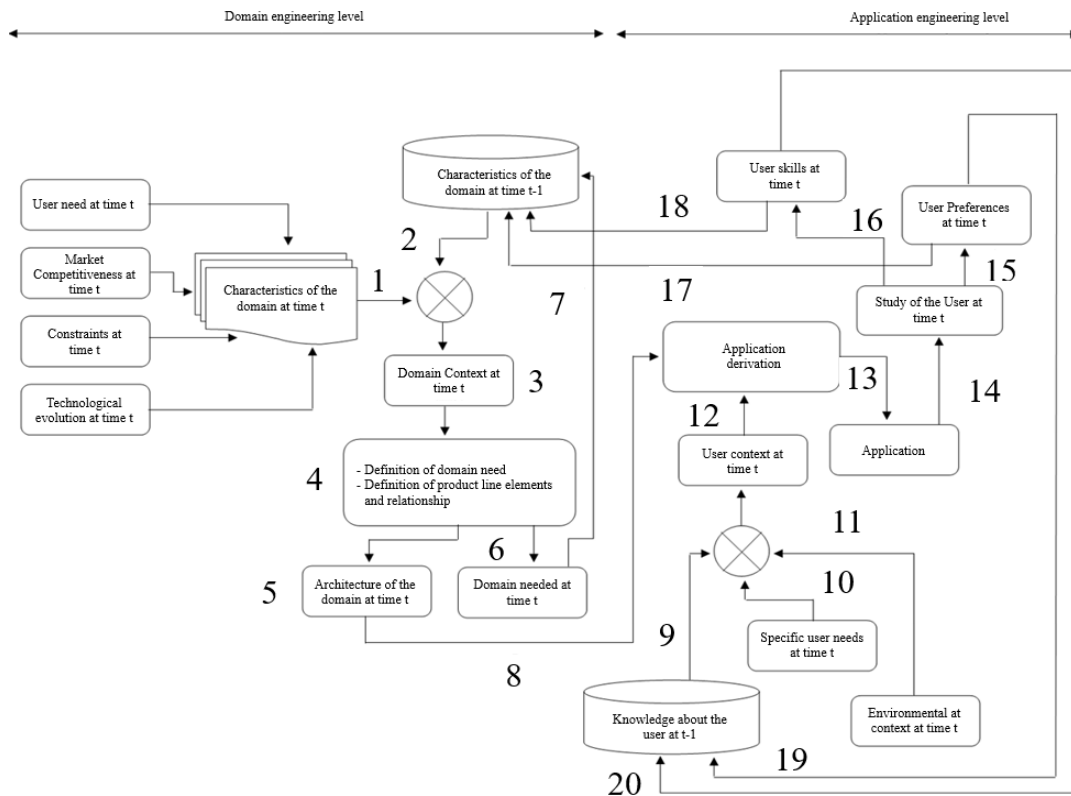 Domain engineering level
Application engineering level
User need at time t
Market
Competitiveness at
time t
Constraints at
time t
Technological
evolution at time t
Characteristics of the
domain at time t
1
2
Characteristics of the
domain at time t-1
Domain Context at
time t
3
4
- Definition of domain need
- Definition of product line elements
and relationship
5
Architecture of the
domain at time t
6
Domain needed at
time t
7
8
User skills at
time t
18
16
User Preferences
at time t
17
15
Study of the User at
time t
Application
derivation
13
14
12
Application
User context at
time t
11
10
9
Specific user needs
at time t
Knowledge about the
user at t-1
Environmental at
context at time t
19
20